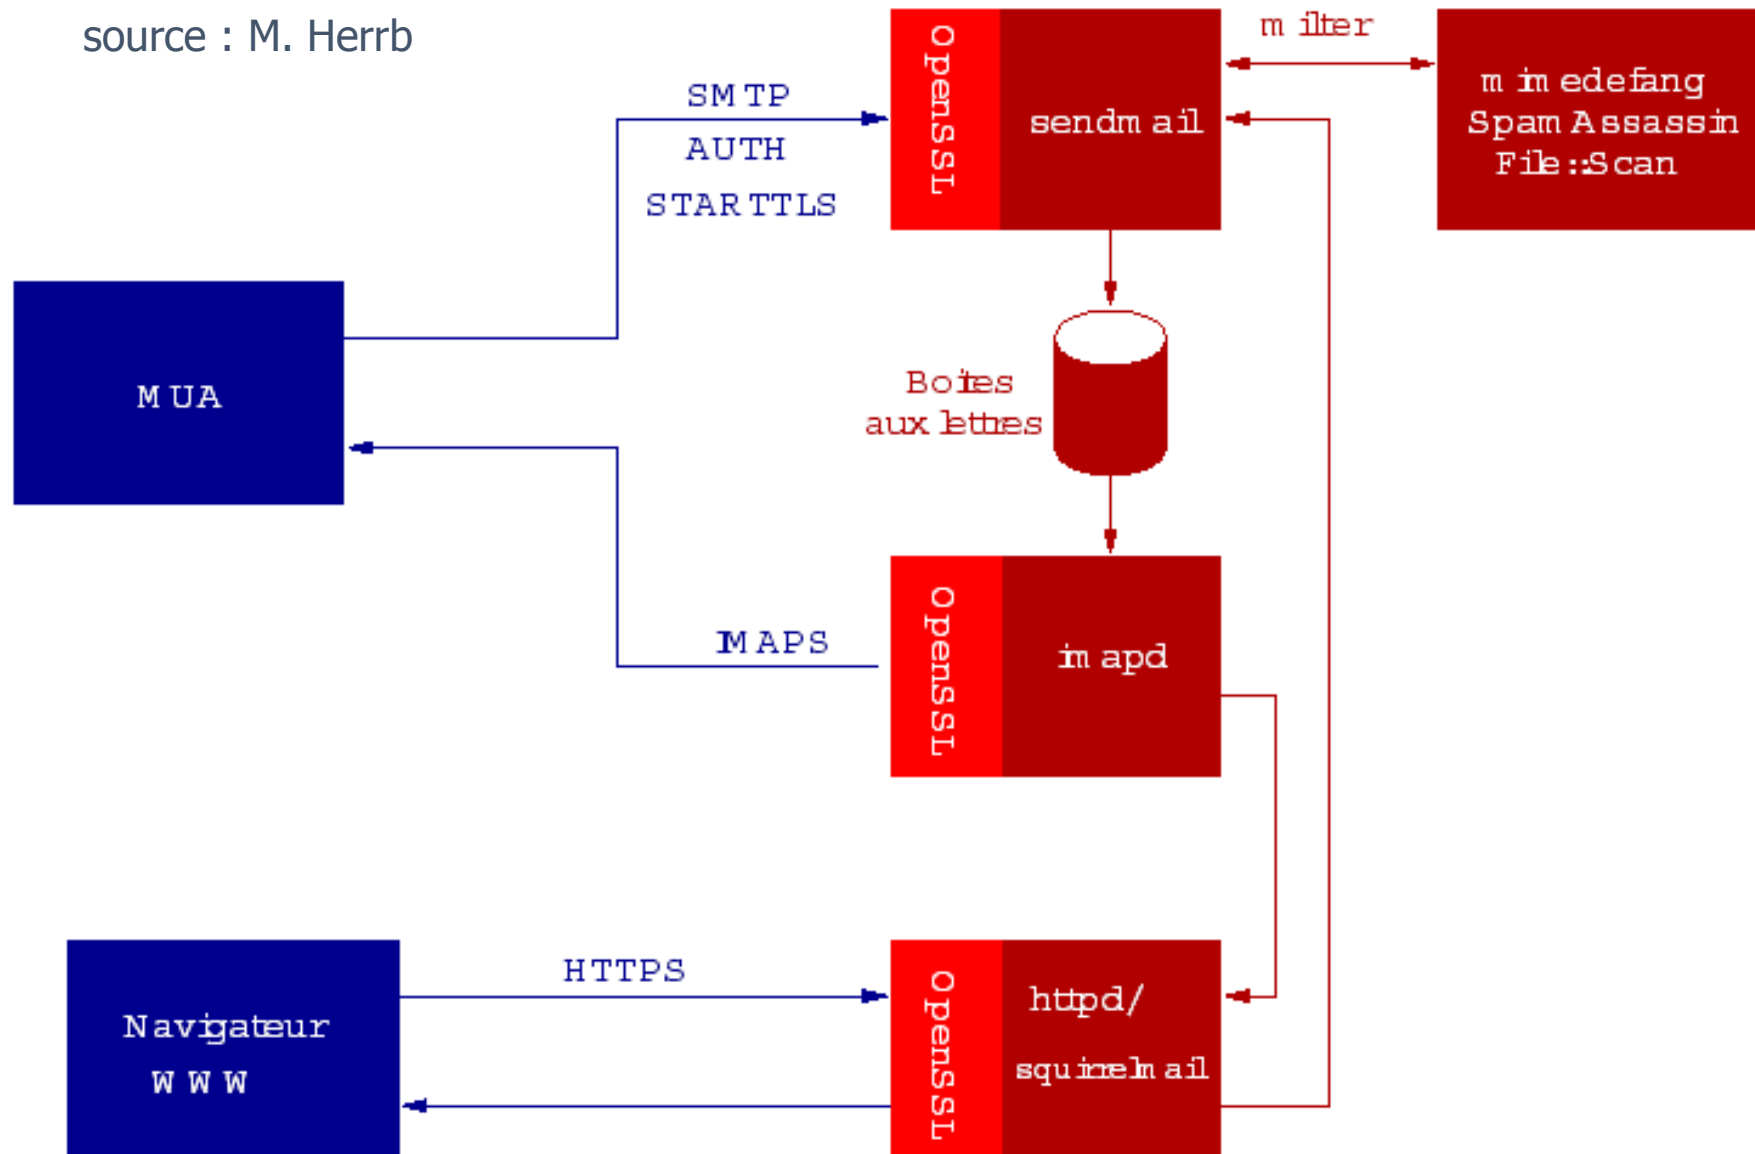 source : M. Herrb
milter
OpenSSL
sendmail
mimedefang
SpamAssassin
File::Scan
SMTP
AUTH
STARTTLS
MUA
Boites
aux lettres
IMAPS
OpenSSL
imapd
HTTPS
Navigateur
WWW
OpenSSL
httpd/
squirrelmail